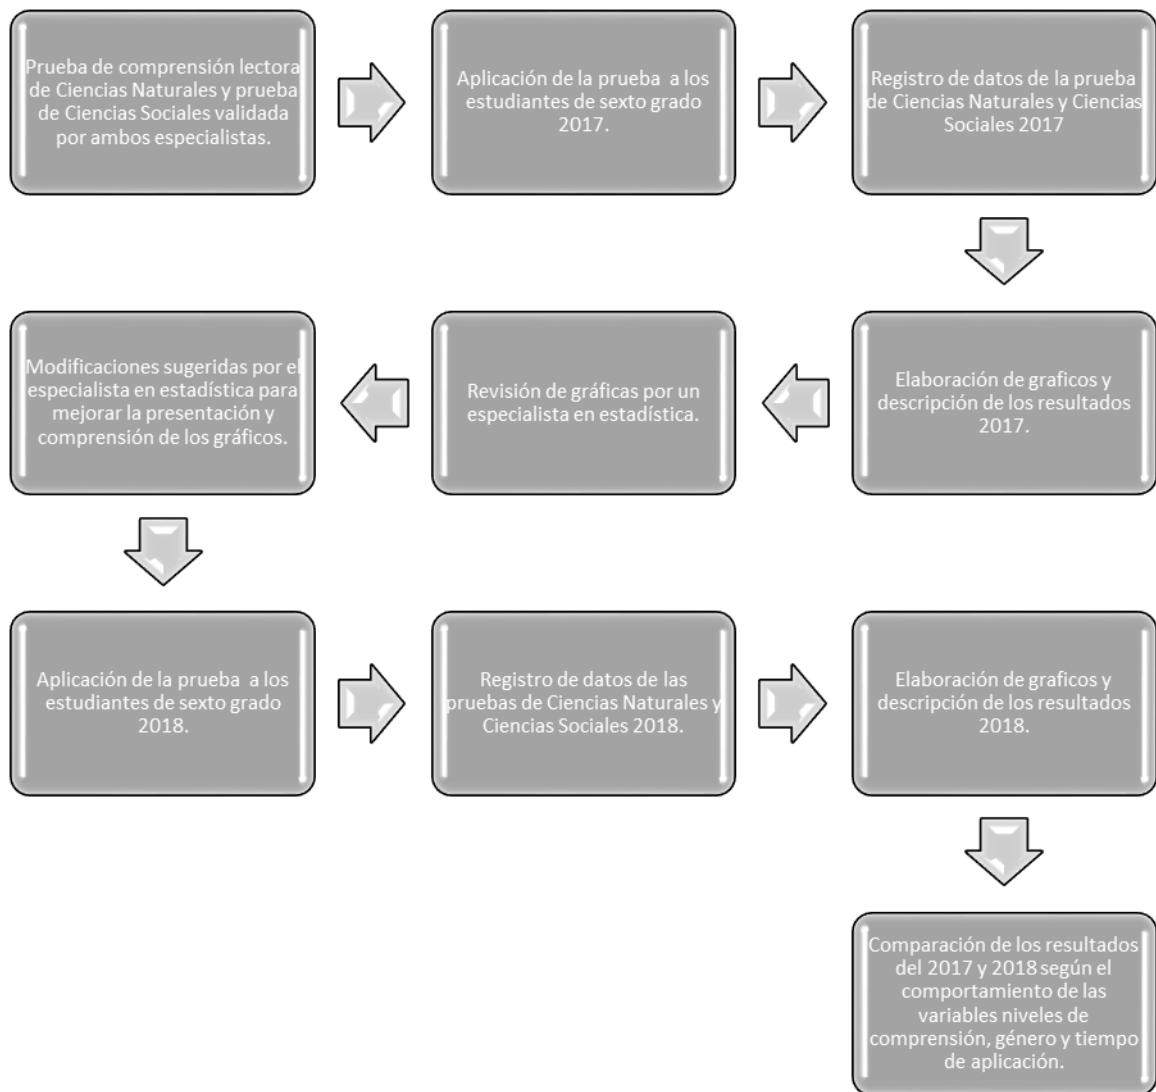 Prueba de comprensión lectora
de Ciencias Naturales y prueba
de Ciencias Sociales validada
por ambos especialistas.
Aplicación de la prueba a los
estudiantes de sexto grado
2017.
Registro de datos de la prueba
de Ciencias Naturales y Ciencias
Sociales 2017
Elaboración de graficos y
descripción de los resultados
2017.
Revisión de gráficas por un
especialista en estadística.
Modificaciones sugeridas por el
especialista en estadística para
mejorar la presentación y
comprensión de los gráficos.
Aplicación de la prueba a los
estudiantes de sexto grado
2018.
Registro de datos de las
pruebas de Ciencias Naturales y
Ciencias Sociales 2018.
Elaboración de graficos y
descripción de los resultados
2018.
Comparación de los resultados
del 2017 y 2018 según el
comportamiento de las
variables niveles de
comprensión, género y tiempo
de aplicación.